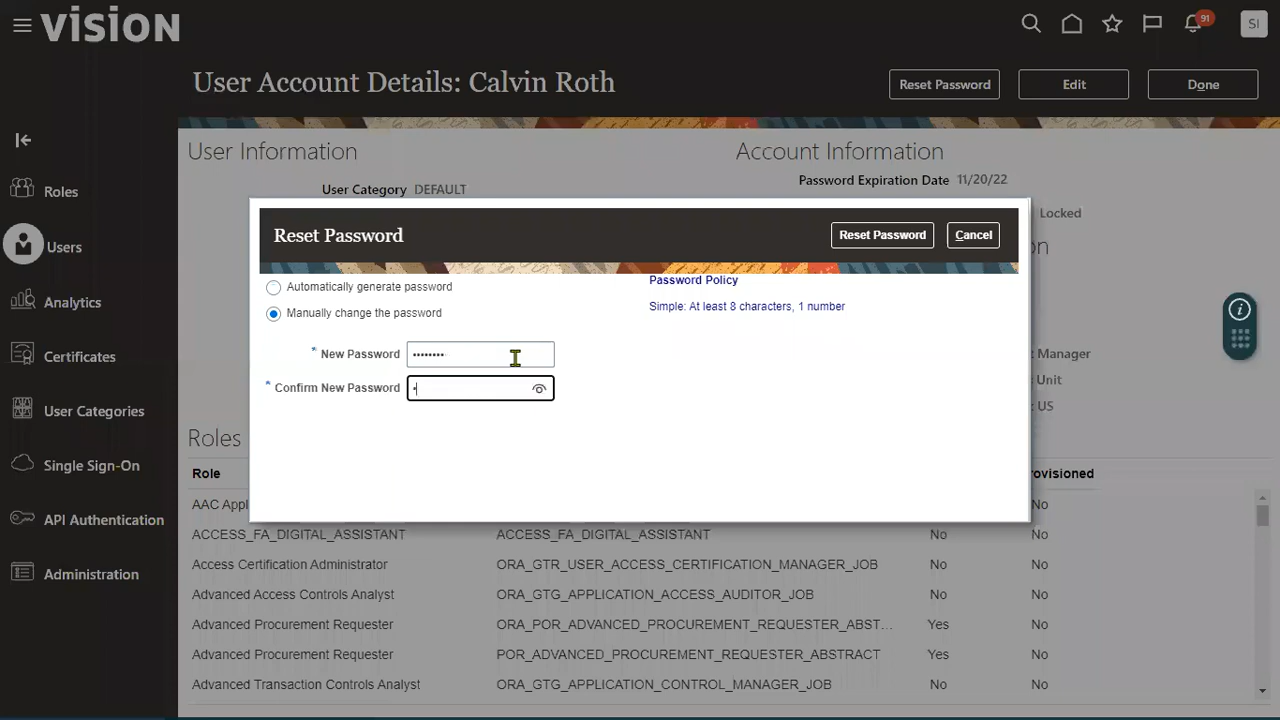 VISION
91
SI
User Account Details: Calvin Roth
Reset Password
Edit
Done
Roles
Users
Analytics
Certificates
User Categories
Single Sign-On
API Authentication
Administration
User Information
Account Information
User Category DEFAULT
Password Expiration Date 11/20/22
Locked
Reset Password
Reset Password
Cancel
Automatically generate password
Manually change the password
Password Policy
Simple: At least 8 characters, 1 number
* New Password ••••••••
* Confirm New Password •
on
Manager
Unit
US
Roles
Role
rovisioned
AAC Appl
No
ACCESS_FA_DIGITAL_ASSISTANT ACCESS_FA_DIGITAL_ASSISTANT No No
Access Certification Administrator ORA_GTR_USER_ACCESS_CERTIFICATION_MANAGER_JOB No No
Advanced Access Controls Analyst ORA_GTG_APPLICATION_ACCESS_AUDITOR_JOB No No
Advanced Procurement Requester ORA_POR_ADVANCED_PROCUREMENT_REQUESTER_ABST... Yes No
Advanced Procurement Requester POR_ADVANCED_PROCUREMENT_REQUESTER_ABSTRACT Yes No
Advanced Transaction Controls Analyst ORA_GTG_APPLICATION_CONTROL_MANAGER_JOB No No